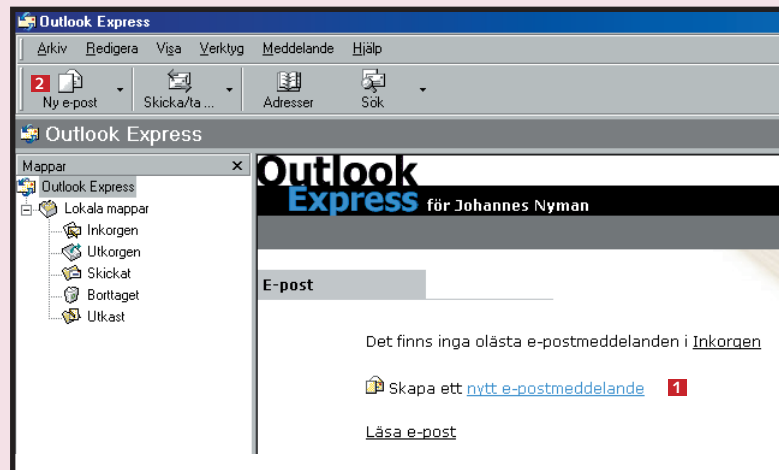 Outlook Express
Arkiv Redigera Visa Verktyg Meddelande Hjälp
2 Ny e-post Skicka/ta ... Adresser Sök
Outlook Express
Mappar x
Outlook Express
Lokala mappar
Inkorgen
Utkorgen
Skickat
Borttaget
Utkast
Outlook
Express för Johannes Nyman
E-post
Det finns inga olästa e-postmeddelanden i Inkorgen
Skapa ett nytt e-postmeddelande 1
Läsa e-post